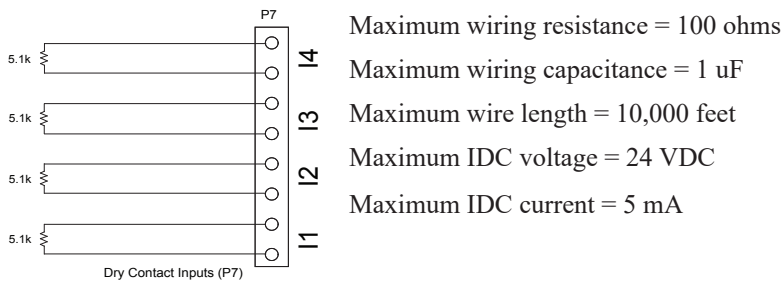 P7
5.1k
I4
5.1k
I3
5.1k
I2
5.1k
I1
Dry Contact Inputs (P7)
Maximum wiring resistance = 100 ohms
Maximum wiring capacitance = 1 uF
Maximum wire length = 10,000 feet
Maximum IDC voltage = 24 VDC
Maximum IDC current = 5 mA